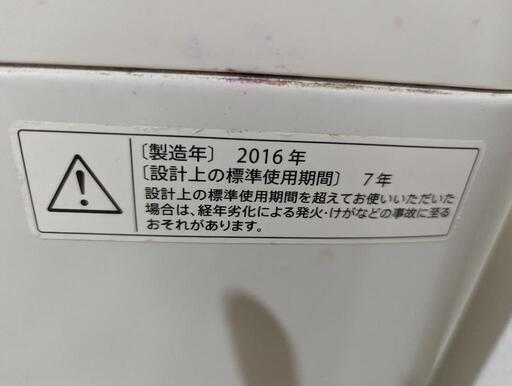 〔製造年〕 2016年
〔設計上の標準使用期間〕 7年
設計上の標準使用期間を超えてお使いいただいた
場合は、経年劣化による発火・けがなどの事故に至る
おそれがあります。